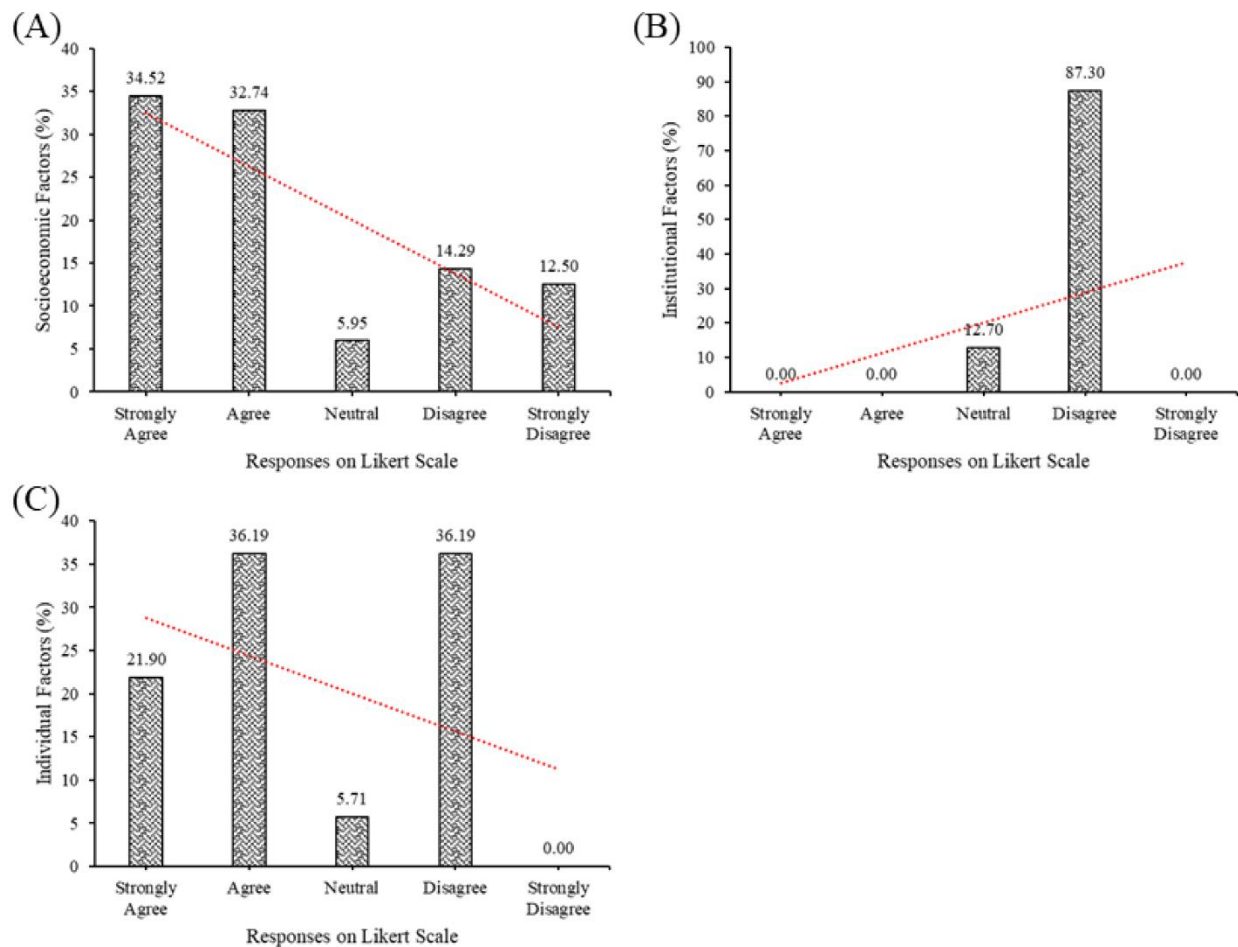 (A)
Socioeconomic Factors (%)
40
35
30
25
20
15
10
5
0
34.52
32.74
5.95
14.29
12.50
Strongly Agree
Agree
Neutral
Disagree
Strongly Disagree
Responses on Likert Scale
(B)
Institutional Factors (%)
100
90
80
70
60
50
40
30
20
10
0
0.00
0.00
12.70
87.30
0.00
Strongly Agree
Agree
Neutral
Disagree
Strongly Disagree
Responses on Likert Scale
(C)
Individual Factors (%)
40
35
30
25
20
15
10
5
0
21.90
36.19
5.71
36.19
0.00
Strongly Agree
Agree
Neutral
Disagree
Strongly Disagree
Responses on Likert Scale